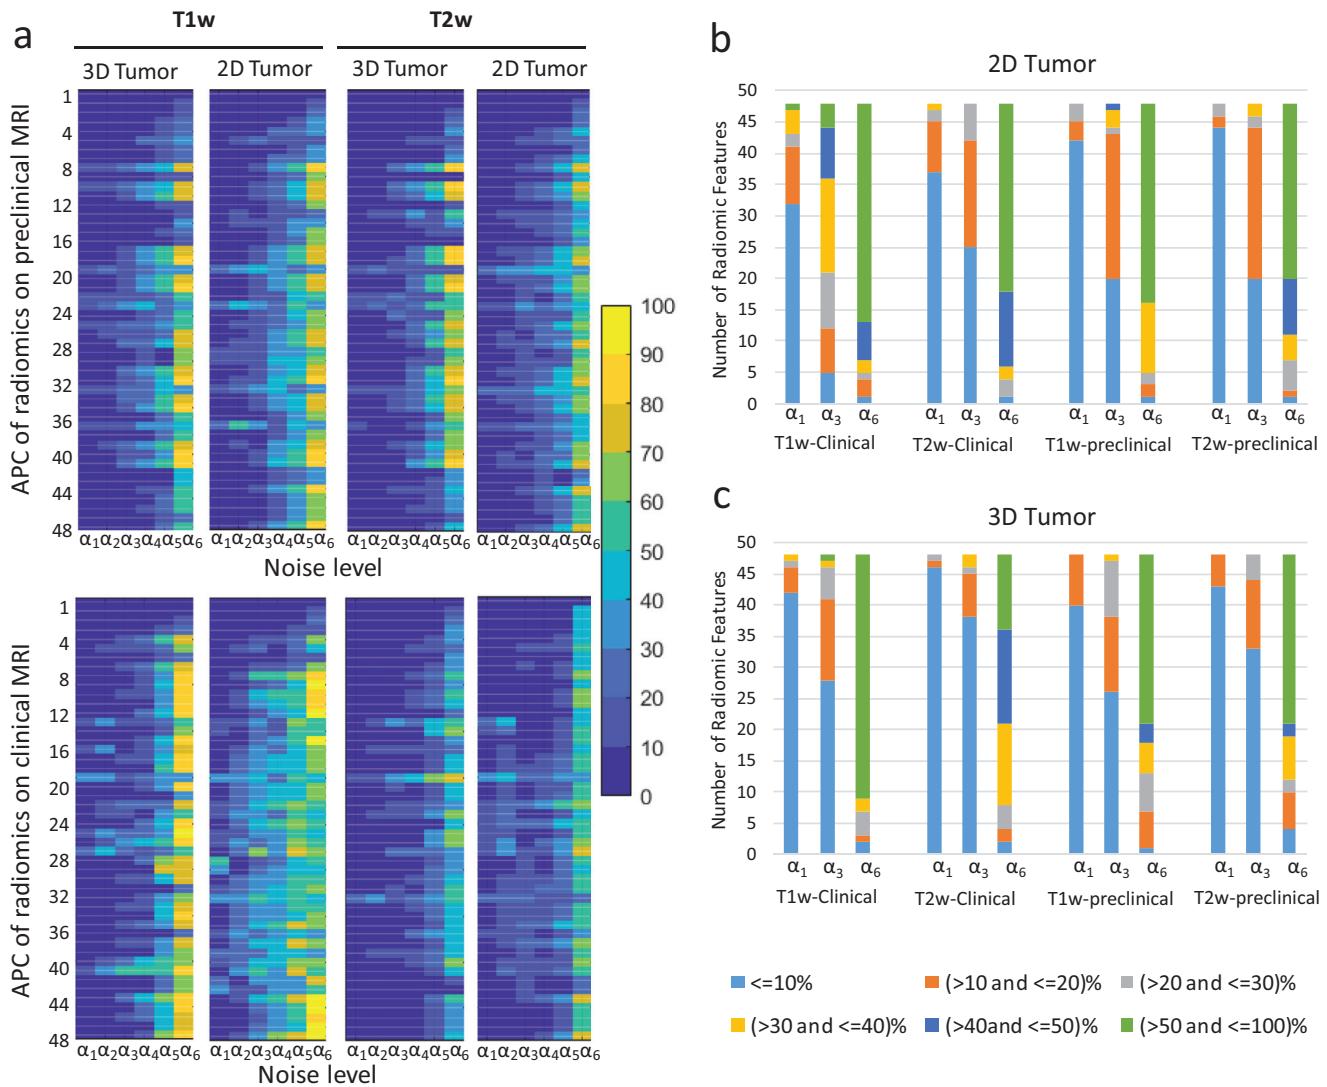 a
T1w
T2w
3D Tumor
2D Tumor
3D Tumor
2D Tumor
APC of radiomics on preclinical MRI
1
4
8
12
16
20
24
28
32
36
40
44
48
α1α2α3α4α5α6
α1α2α3α4α5α6
α1α2α3α4α5α6
α1α2α3α4α5α6
Noise level
100
90
80
70
60
50
40
30
20
10
0
APC of radiomics on clinical MRI
1
4
8
12
16
20
24
28
32
36
40
44
48
α1α2α3α4α5α6
α1α2α3α4α5α6
α1α2α3α4α5α6
α1α2α3α4α5α6
Noise level
b
2D Tumor
Number of Radiomic Features
50
45
40
35
30
25
20
15
10
5
0
α1 α3 α6
α1 α3 α6
α1 α3 α6
α1 α3 α6
T1w-Clinical
T2w-Clinical
T1w-preclinical
T2w-preclinical
c
3D Tumor
Number of Radiomic Features
50
45
40
35
30
25
20
15
10
5
0
α1 α3 α6
α1 α3 α6
α1 α3 α6
α1 α3 α6
T1w-Clinical
T2w-Clinical
T1w-preclinical
T2w-preclinical
<=10%
(>10 and <=20)%
(>20 and <=30)%
(>30 and <=40)%
(>40and <=50)%
(>50 and <=100)%